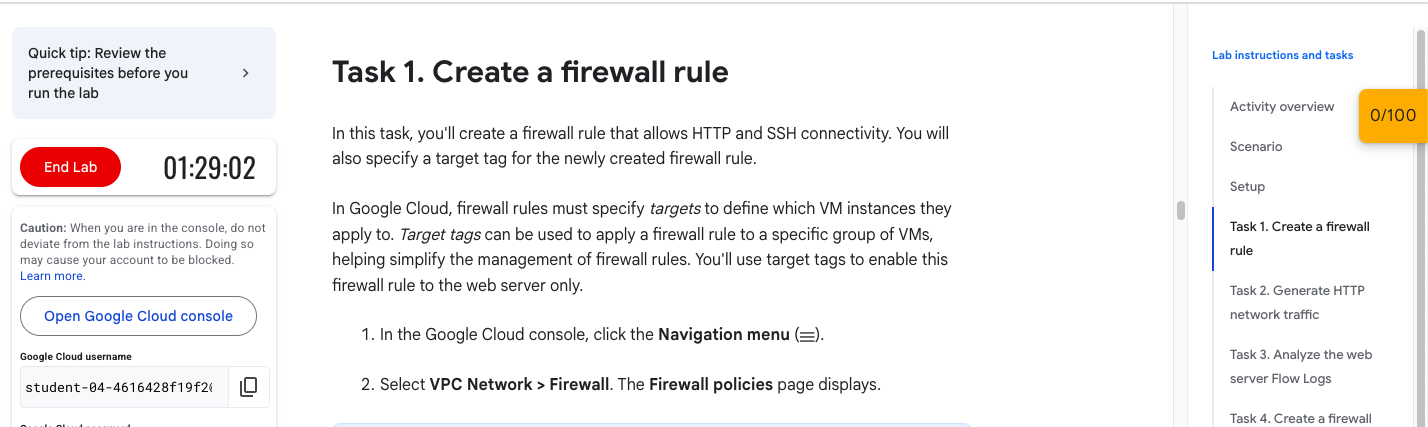 Quick tip: Review the
prerequisites before you
run the lab
End Lab
01:29:02
Caution: When you are in the console, do not
deviate from the lab instructions. Doing so
may cause your account to be blocked.
Learn more.
Open Google Cloud console
Google Cloud username
student-04-4616428f19f2
Task 1. Create a firewall rule
In this task, you'll create a firewall rule that allows HTTP and SSH connectivity. You will
also specify a target tag for the newly created firewall rule.
In Google Cloud, firewall rules must specify targets to define which VM instances they
apply to. Target tags can be used to apply a firewall rule to a specific group of VMs,
helping simplify the management of firewall rules. You'll use target tags to enable this
firewall rule to the web server only.
1. In the Google Cloud console, click the Navigation menu (≡).
2. Select VPC Network > Firewall. The Firewall policies page displays.
Lab instructions and tasks
Activity overview
0/100
Scenario
Setup
Task 1. Create a firewall
rule
Task 2. Generate HTTP
network traffic
Task 3. Analyze the web
server Flow Logs
Task 4. Create a firewall